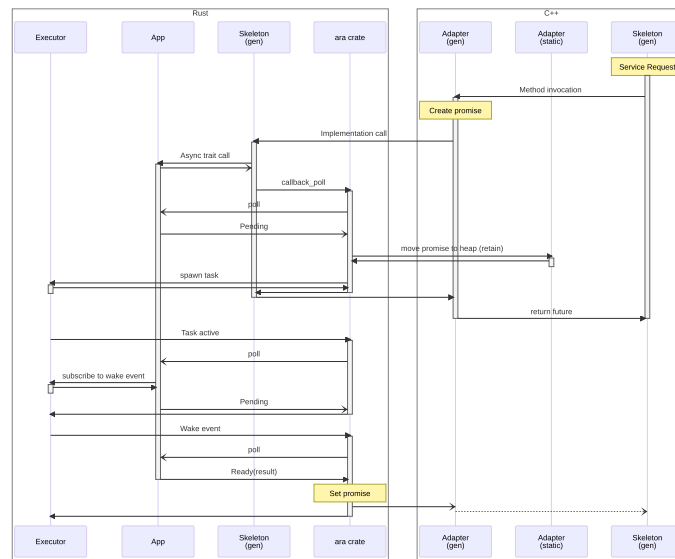 Rust
C++
Executor
App
Skeleton
(gen)
ara crate
Adapter
(gen)
Adapter
(static)
Skeleton
(gen)
Service Request
Method invocation
Create promise
Implementation call
Async trait call
callback_poll
poll
Pending
move promise to heap (retain)
spawn task
return future
Task active
poll
subscribe to wake event
Pending
Wake event
poll
Ready(result)
Set promise
Executor
App
Skeleton
(gen)
ara crate
Adapter
(gen)
Adapter
(static)
Skeleton
(gen)